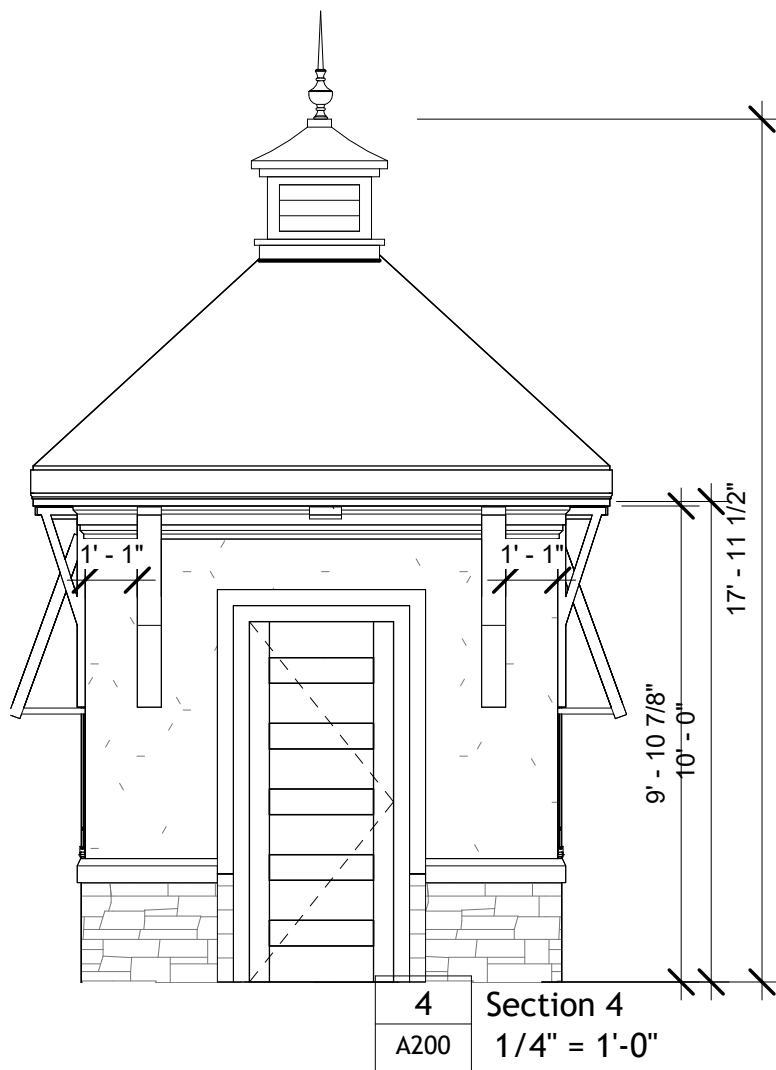 1' - 1"
1' - 1"
17' - 11 1/2"
9' - 10 7/8"
10' - 0"
4
Section 4
A200
1/4" = 1'-0"